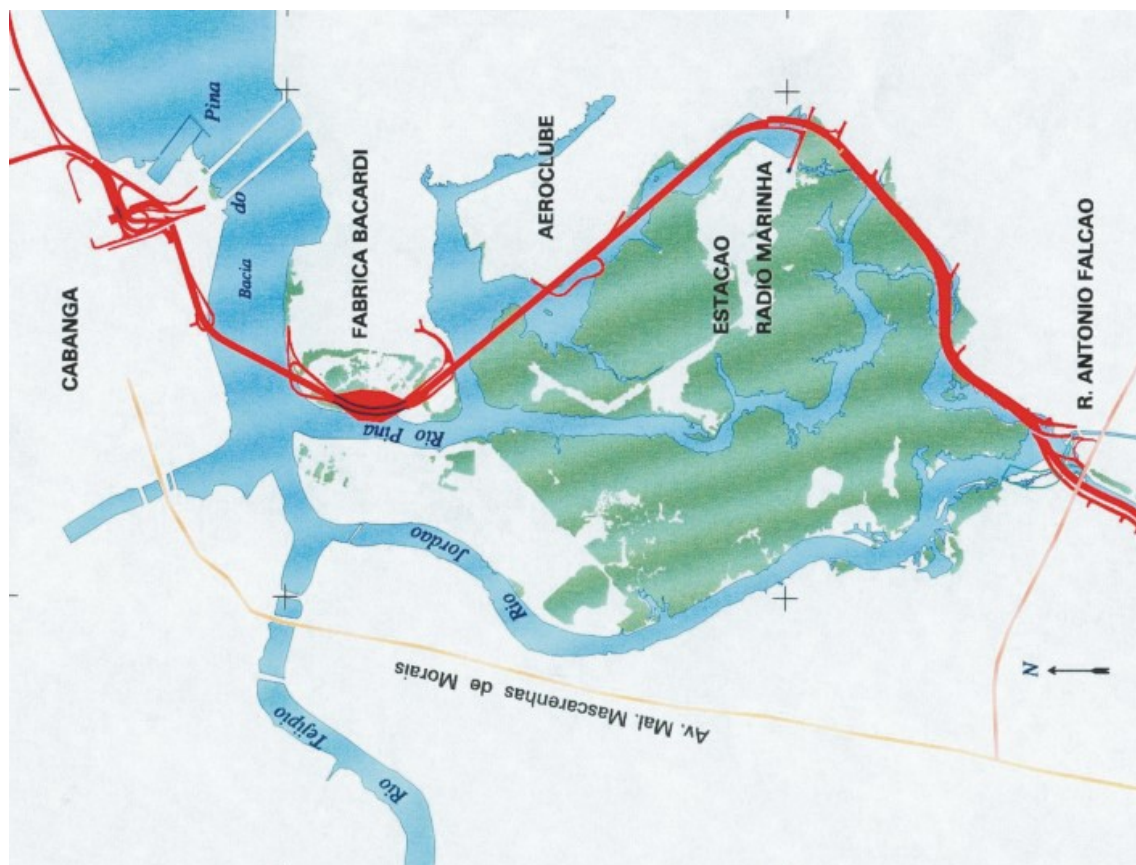 Pina
do
Bacia
CABANGA
FABRICA BACARDI
AEROCLUBE
ESTACAO
RADIO MARINHA
R. ANTONIO FALCAO
Rio Pina
Rio Jordao
Rio Tejipio
Av. Mal. Mascarenhas de Morais
N